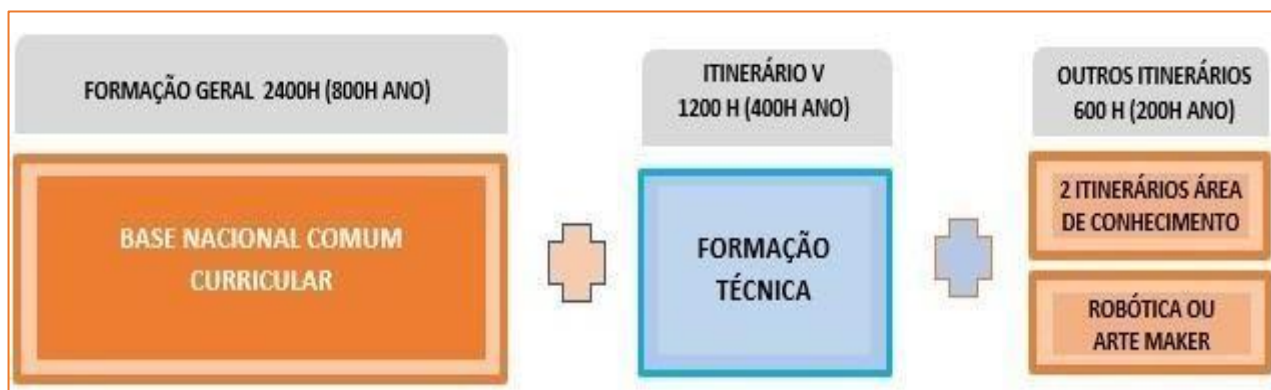 FORMAÇÃO GERAL 2400H (800H ANO)
BASE NACIONAL COMUM
CURRICULAR
ITINERÁRIO V
1200 H (400H ANO)
FORMAÇÃO
TÉCNICA
OUTROS ITINERÁRIOS
600 H (200H ANO)
2 ITINERÁRIOS ÁREA
DE CONHECIMENTO
ROBÓTICA OU
ARTE MAKER